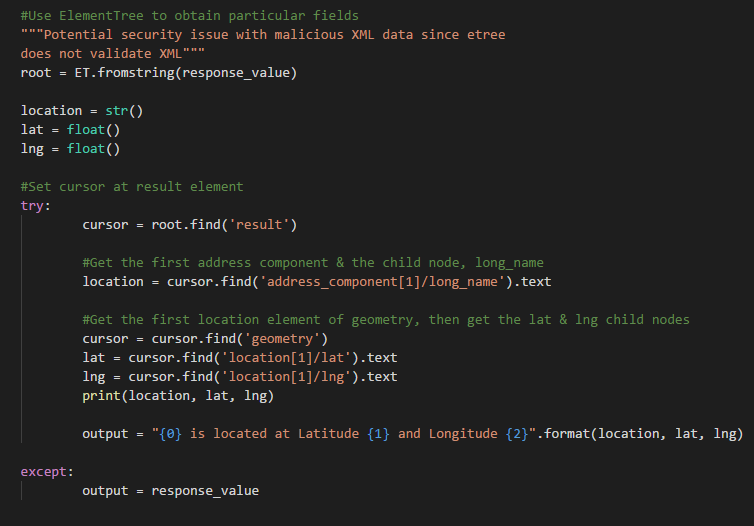 #Use ElementTree to obtain particular fields
"""Potential security issue with malicious XML data since etree
does not validate XML"""
root = ET.fromstring(response_value)
location = str()
lat = float()
lng = float()
#Set cursor at result element
try:
cursor = root.find('result')
#Get the first address component & the child node, long_name
location = cursor.find('address_component[1]/long_name').text
#Get the first location element of geometry, then get the lat & lng child nodes
cursor = cursor.find('geometry')
lat = cursor.find('location[1]/lat').text
lng = cursor.find('location[1]/lng').text
print(location, lat, lng)
output = "{0} is located at Latitude {1} and Longitude {2}".format(location, lat, lng)
except:
output = response_value